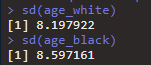 > sd(age_white)
[1] 8.197922
> sd(age_black)
[1] 8.597161